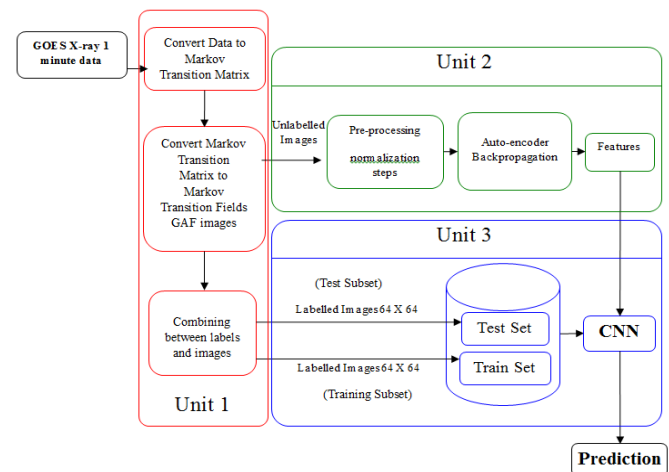 GOES X-ray 1
minute data
Convert Data to
Markov
Transition Matrix
Convert Markov
Transition
Matrix to
Markov
Transition Fields
GAF images
Combining
between labels
and images
Unit 1
Unit 2
Unlabelled
Images
Pre-processing
normalization
steps
Auto-encoder
Backpropagation
Features
Unit 3
(Test Subset)
Labelled Images 64 X 64
Labelled Images 64 X 64
(Training Subset)
Test Set
Train Set
CNN
Prediction